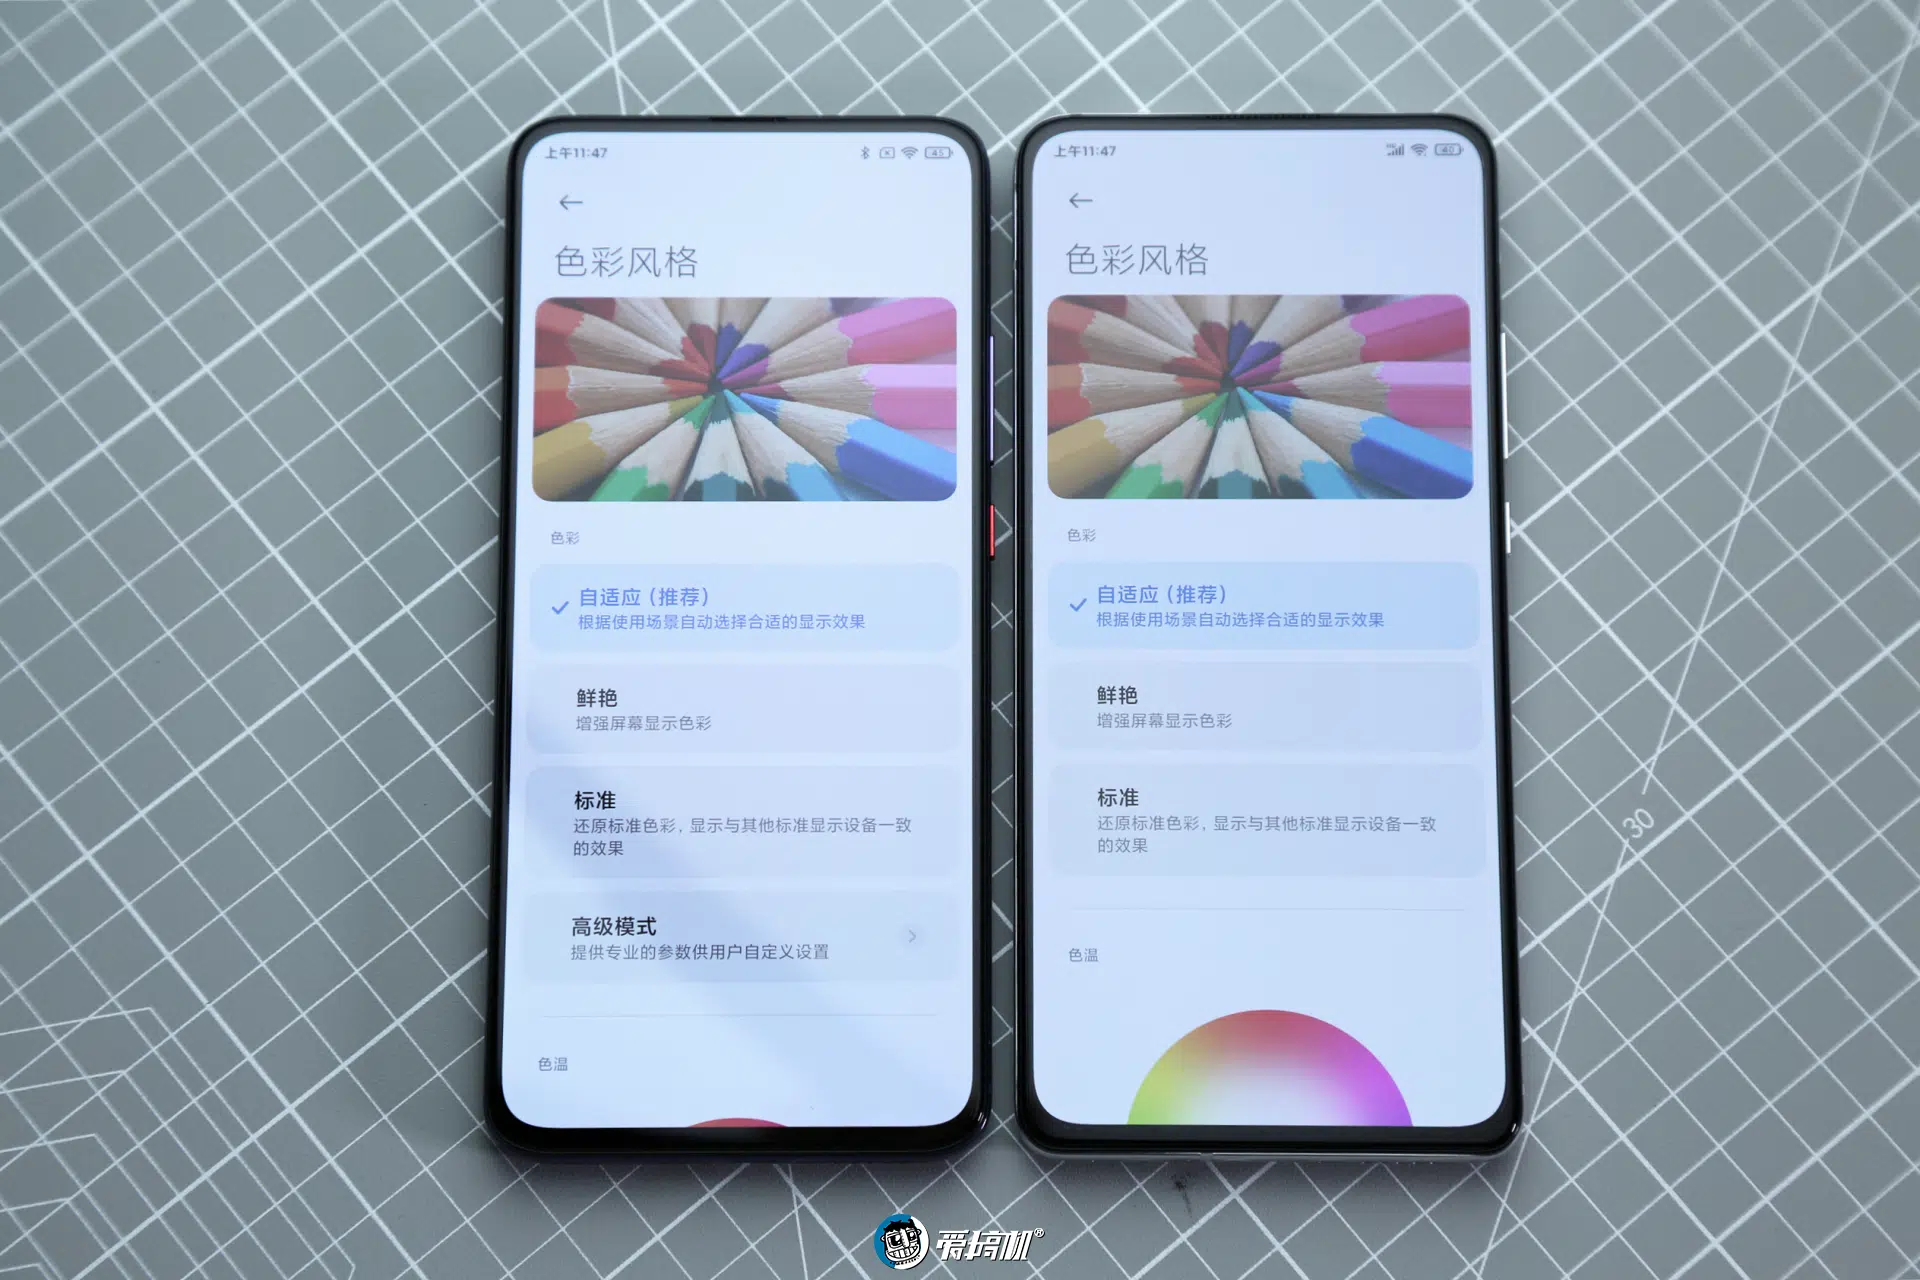 上午11:47
45
色彩风格
色彩
自适应（推荐）
根据使用场景自动选择合适的显示效果
鲜艳
增强屏幕显示色彩
标准
还原标准色彩，显示与其他标准显示设备一致
的效果
高级模式
提供专业的参数供用户自定义设置
色温
上午11:47
40
色彩风格
色彩
自适应（推荐）
根据使用场景自动选择合适的显示效果
鲜艳
增强屏幕显示色彩
标准
还原标准色彩，显示与其他标准显示设备一致
的效果
色温
30
爱搞机®